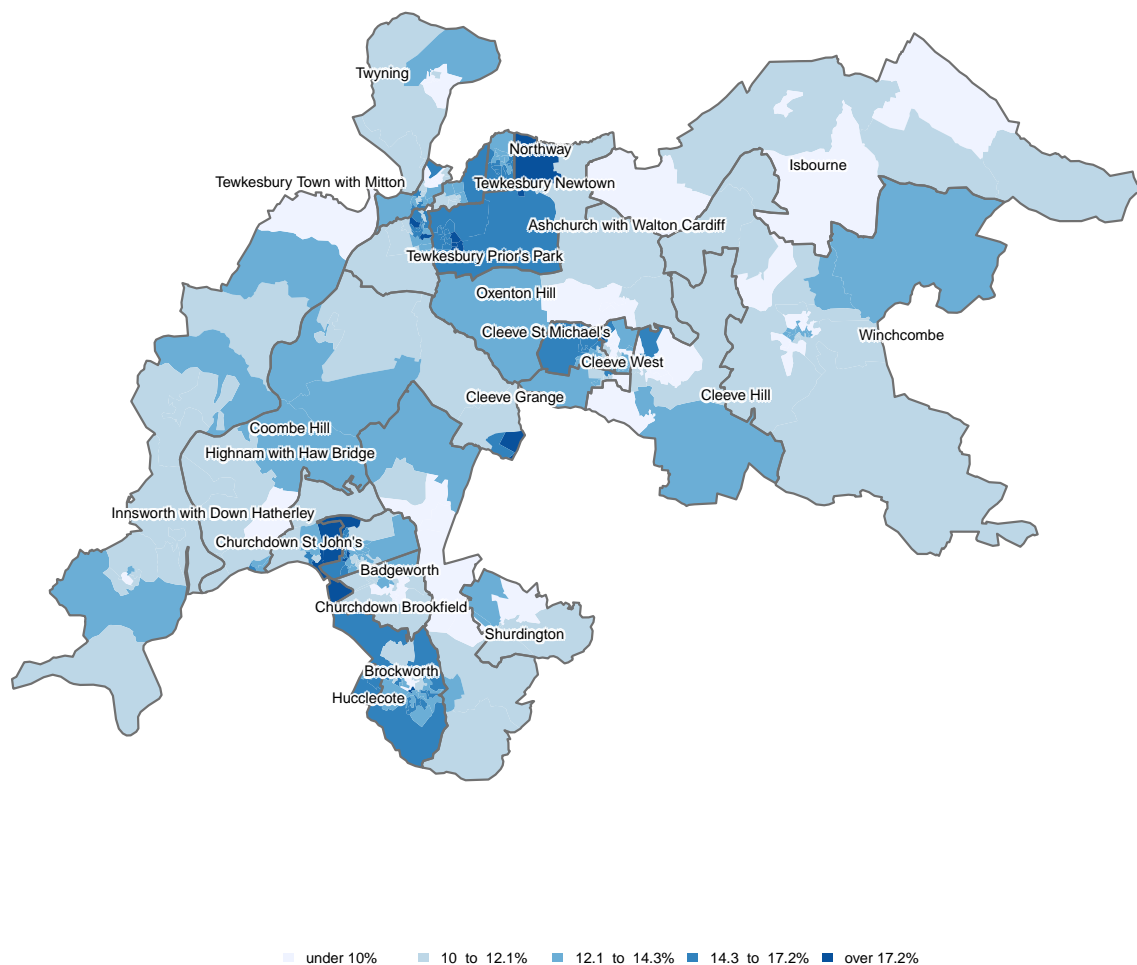 Twyning
Northway
Isbourne
Tewkesbury Town with Mitton
Tewkesbury Newtown
Ashchurch with Walton Cardiff
Tewkesbury Prior's Park
Oxenton Hill
Cleeve St Michael's
Winchcombe
Cleeve West
Cleeve Grange
Cleeve Hill
Coombe Hill
Highnam with Haw Bridge
Innsworth with Down Hatherley
Churchdown St John's
Badgeworth
Churchdown Brookfield
Shurdington
Brockworth
Hucclecote
under 10% 10 to 12.1% 12.1 to 14.3% 14.3 to 17.2% over 17.2%